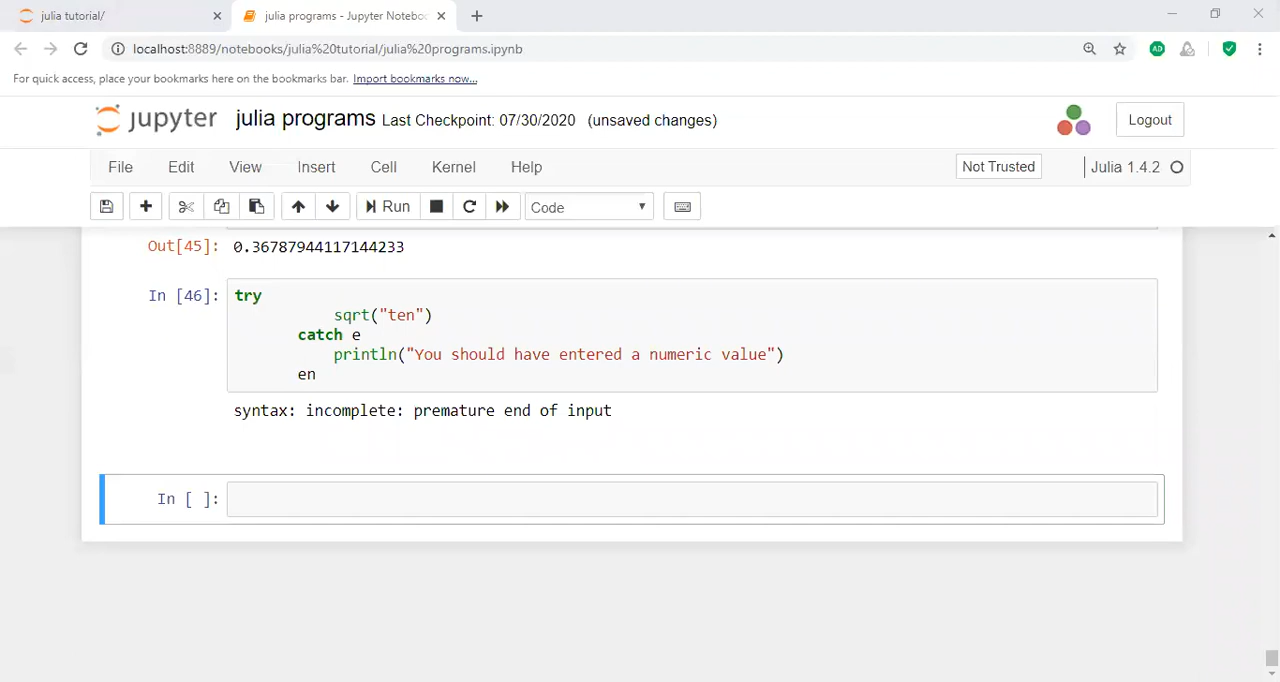 julia tutorial/
julia programs - Jupyter Noteboo
localhost:8889/notebooks/julia%20tutorial/julia%20programs.ipynb
For quick access, place your bookmarks here on the bookmarks bar. Import bookmarks now...
jupyter julia programs Last Checkpoint: 07/30/2020 (unsaved changes)
Logout
File Edit View Insert Cell Kernel Help
Not Trusted
Julia 1.4.2
Run
Code
Out[45]: 0.36787944117144233
In [46]: try
sqrt("ten")
catch e
println("You should have entered a numeric value")
en
syntax: incomplete: premature end of input
In [ ]: